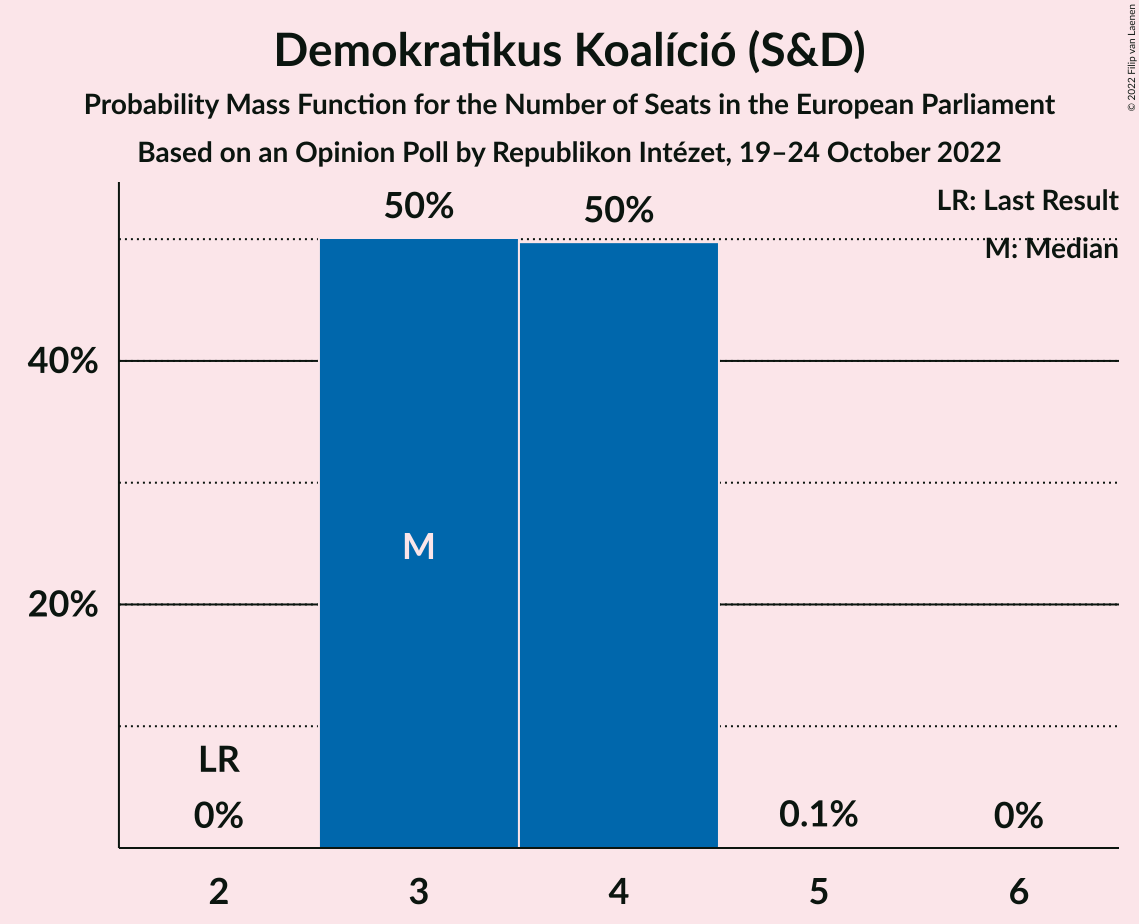 Demokratikus Koalíció (S&D)
Probability Mass Function for the Number of Seats in the European Parliament
Based on an Opinion Poll by Republikon Intézet, 19–24 October 2022
© 2022 Filip van Laenen
LR: Last Result
M: Median
50%
50%
40%
M
20%
LR
0%
0.1%
0%
2
3
4
5
6